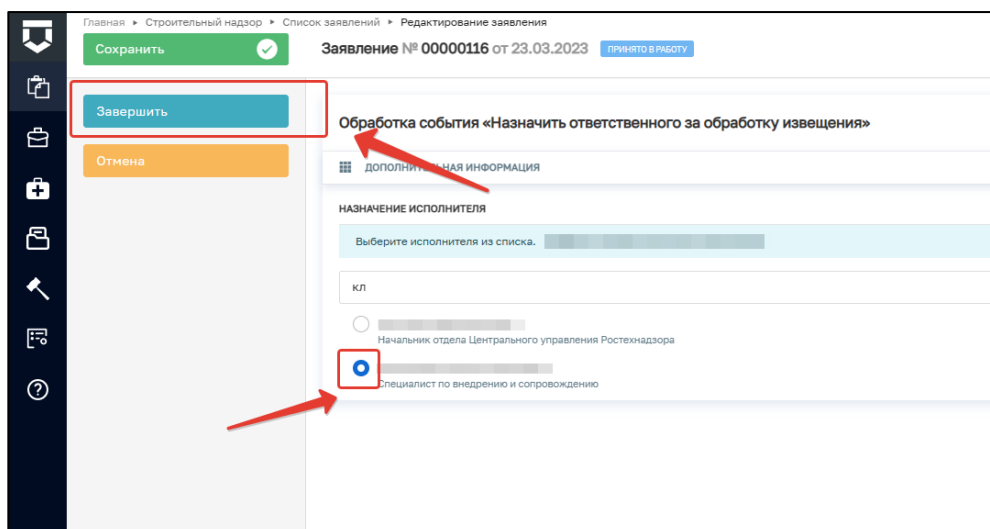 Главная ▸ Строительный надзор ▸ Список заявлений ▸ Редактирование заявления
Сохранить
Заявление № 00000116 от 23.03.2023 ПРИНЯТО В РАБОТУ
Завершить
Обработка события «Назначить ответственного за обработку извещения»
Отмена
ДОПОЛНИТЕЛЬНАЯ ИНФОРМАЦИЯ
НАЗНАЧЕНИЕ ИСПОЛНИТЕЛЯ
Выберите исполнителя из списка.
кл
Начальник отдела Центрального управления Ростехнадзора
Специалист по внедрению и сопровождению